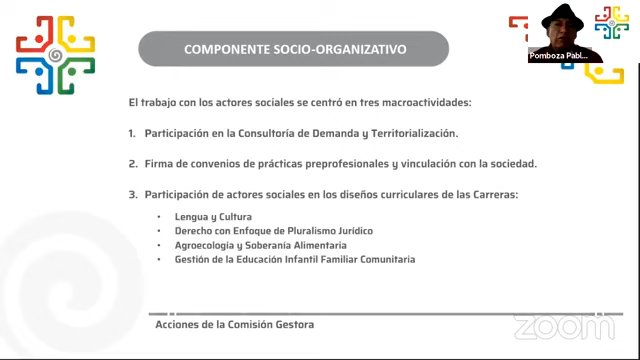 COMPONENTE SOCIO-ORGANIZATIVO
Pomboza Pabl...
El trabajo con los actores sociales se centró en tres macroactividades:
1. Participación en la Consultoría de Demanda y Territorialización.
2. Firma de convenios de prácticas preprofesionales y vinculación con la sociedad.
3. Participación de actores sociales en los diseños curriculares de las Carreras:
• Lengua y Cultura
• Derecho con Enfoque de Pluralismo Jurídico
• Agroecología y Soberanía Alimentaria
• Gestión de la Educación Infantil Familiar Comunitaria
Acciones de la Comisión Gestora
zoom